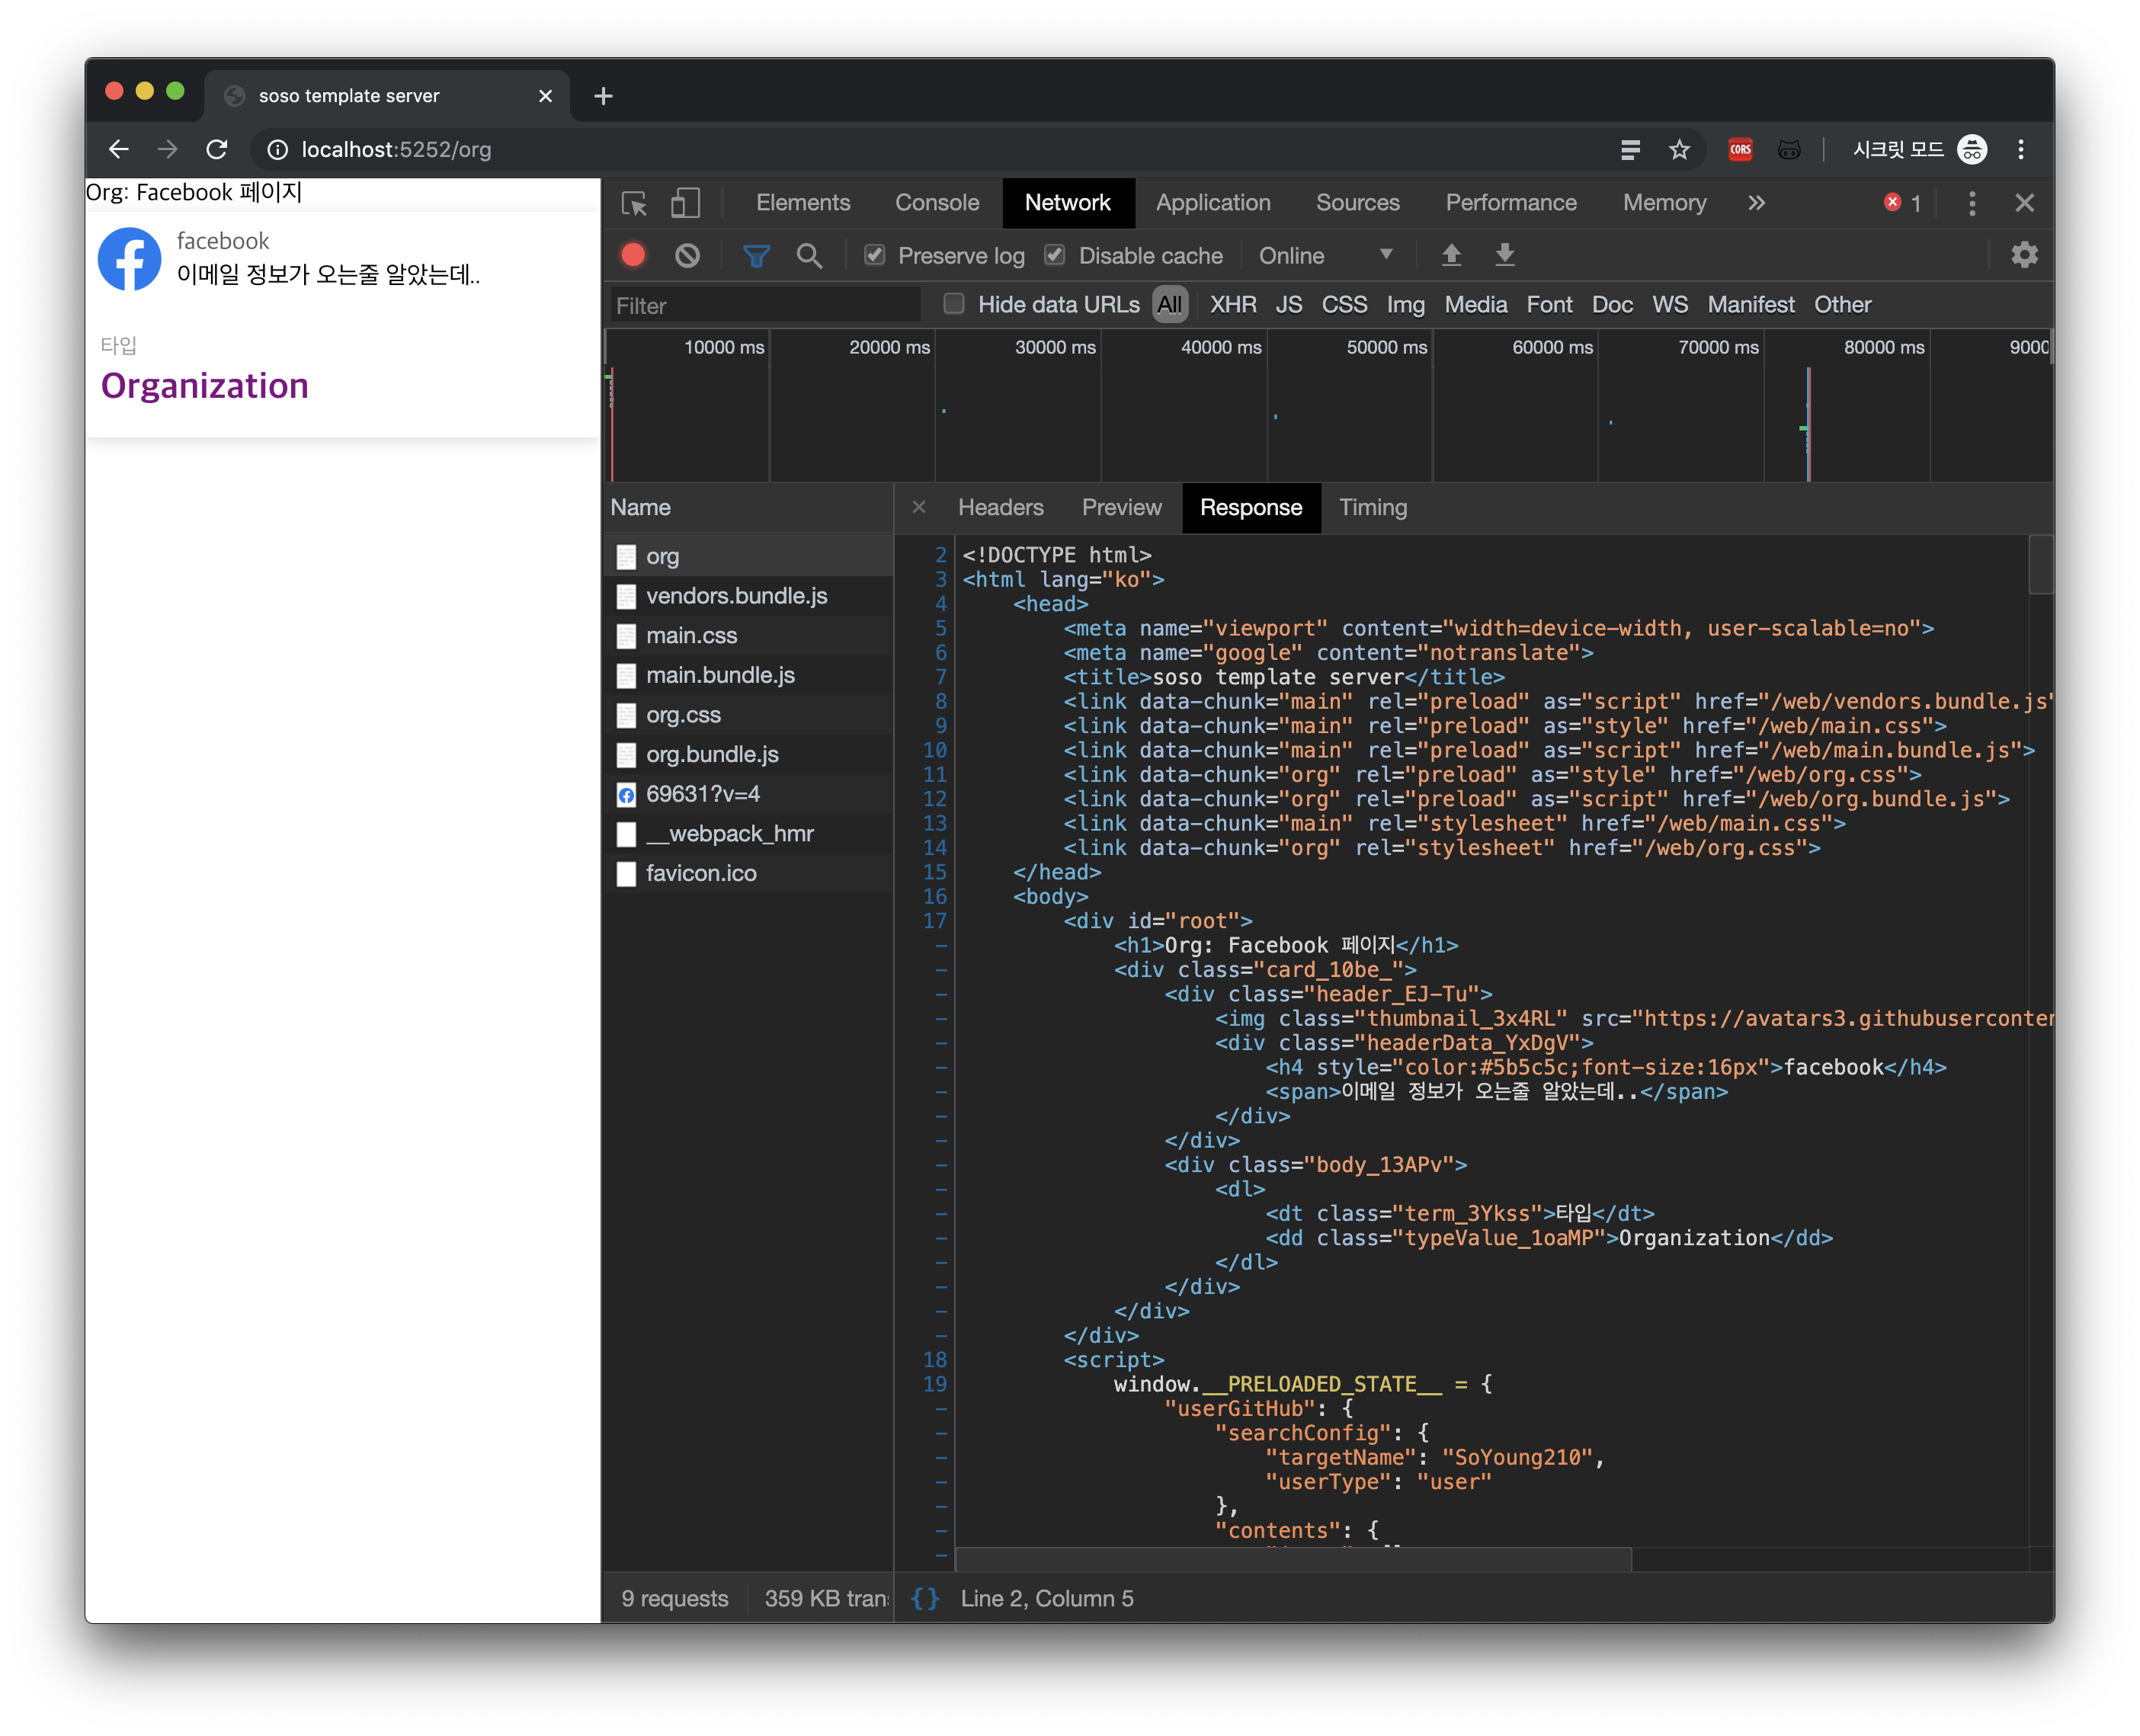 soso template server
localhost:5252/org
CORS
시크릿 모드
Org: Facebook 페이지
facebook
이메일 정보가 오는줄 알았는데..
타입
Organization
Elements Console Network Application Sources Performance Memory 1
Preserve log Disable cache Online
Filter Hide data URLs All XHR JS CSS Img Media Font Doc WS Manifest Other
10000 ms 20000 ms 30000 ms 40000 ms 50000 ms 60000 ms 70000 ms 80000 ms 9000
Name
org
vendors.bundle.js
main.css
main.bundle.js
org.css
org.bundle.js
69631?v=4
__webpack_hmr
favicon.ico
9 requests 359 KB tran
Headers Preview Response Timing
2 <!DOCTYPE html>
3 <html lang="ko">
4 <head>
5 <meta name="viewport" content="width=device-width, user-scalable=no">
6 <meta name="google" content="notranslate">
7 <title>soso template server</title>
8 <link data-chunk="main" rel="preload" as="script" href="/web/vendors.bundle.js"
9 <link data-chunk="main" rel="preload" as="style" href="/web/main.css">
10 <link data-chunk="main" rel="preload" as="script" href="/web/main.bundle.js">
11 <link data-chunk="org" rel="preload" as="style" href="/web/org.css">
12 <link data-chunk="org" rel="preload" as="script" href="/web/org.bundle.js">
13 <link data-chunk="main" rel="stylesheet" href="/web/main.css">
14 <link data-chunk="org" rel="stylesheet" href="/web/org.css">
15 </head>
16 <body>
17 <div id="root">
- <h1>Org: Facebook 페이지</h1>
- <div class="card_10be_">
- <div class="header_EJ-Tu">
- <img class="thumbnail_3x4RL" src="https://avatars3.githubuserconten
- <div class="headerData_YxDgV">
- <h4 style="color:#5b5c5c;font-size:16px">facebook</h4>
- <span>이메일 정보가 오는줄 알았는데..</span>
- </div>
- </div>
- <div class="body_13APv">
- <dl>
- <dt class="term_3Ykss">타입</dt>
- <dd class="typeValue_1oaMP">Organization</dd>
- </dl>
- </div>
- </div>
- </div>
18 <script>
19 window.__PRELOADED_STATE__ = {
- "userGitHub": {
- "searchConfig": {
- "targetName": "SoYoung210",
- "userType": "user"
- },
- "contents": {
-
{} Line 2, Column 5